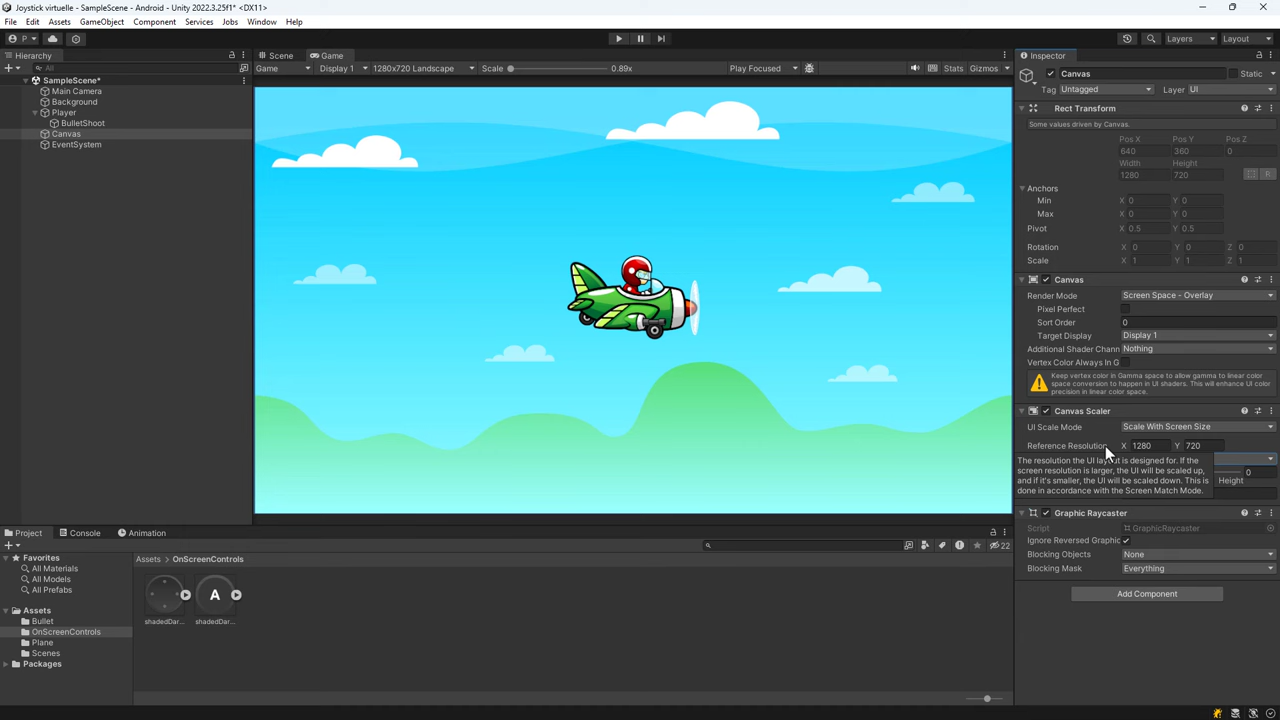 Joystick virtuelle - SampleScene - Android - Unity 2022.3.25f1* <DX11>
File Edit Assets GameObject Component Services Jobs Window Help
P Layers Layout
Hierarchy
All
SampleScene*
Main Camera
Background
Player
BulletShoot
Canvas
EventSystem
Scene Game
Game Display 1 1280x720 Landscape Scale 0.89x Play Focused Stats Gizmos
Inspector
Canvas Static
Tag Untagged Layer UI
Rect Transform
Some values driven by Canvas.
Pos X Pos Y Pos Z
640 360 0
Width Height
1280 720 R
Anchors
Min X 0 Y 0
Max X 0 Y 0
Pivot X 0.5 Y 0.5
Rotation X 0 Y 0 Z 0
Scale X 1 Y 1 Z 1
Canvas
Render Mode Screen Space - Overlay
Pixel Perfect
Sort Order 0
Target Display Display 1
Additional Shader Chann Nothing
Vertex Color Always In G
Keep vertex color in Gamma space to allow gamma to linear color
space conversion to happen in UI shaders. This will enhance UI color
precision in linear color space.
Canvas Scaler
UI Scale Mode Scale With Screen Size
Reference Resolution X 1280 Y 720
The resolution the UI layout is designed for. If the
screen resolution is larger, the UI will be scaled up,
and if it's smaller, the UI will be scaled down. This is
done in accordance with the Screen Match Mode.
0
Height
Graphic Raycaster
Script GraphicRaycaster
Ignore Reversed Graphic
Blocking Objects None
Blocking Mask Everything
Add Component
Project Console Animation
22
Favorites
All Materials
All Models
All Prefabs
Assets
Bullet
OnScreenControls
Plane
Scenes
Packages
Assets > OnScreenControls
A
shadedDar... shadedDar...